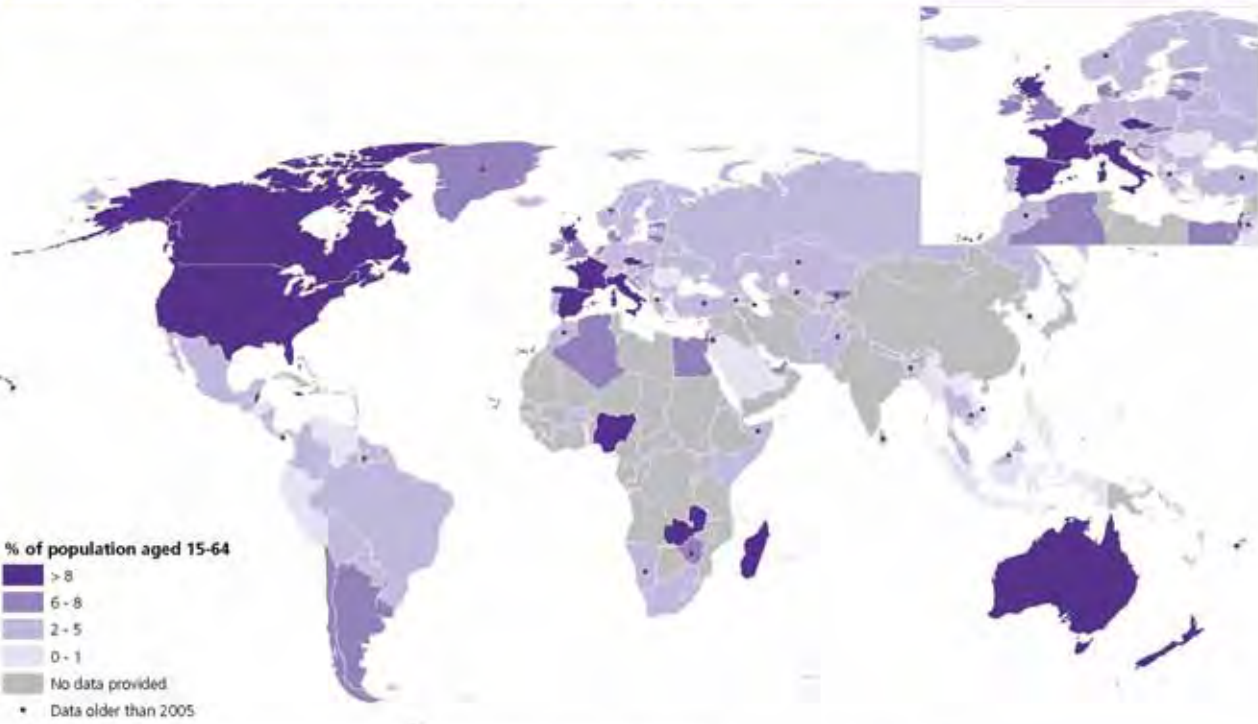 % of population aged 15-64
> 8
6 - 8
2 - 5
0 - 1
No data provided
Data older than 2005